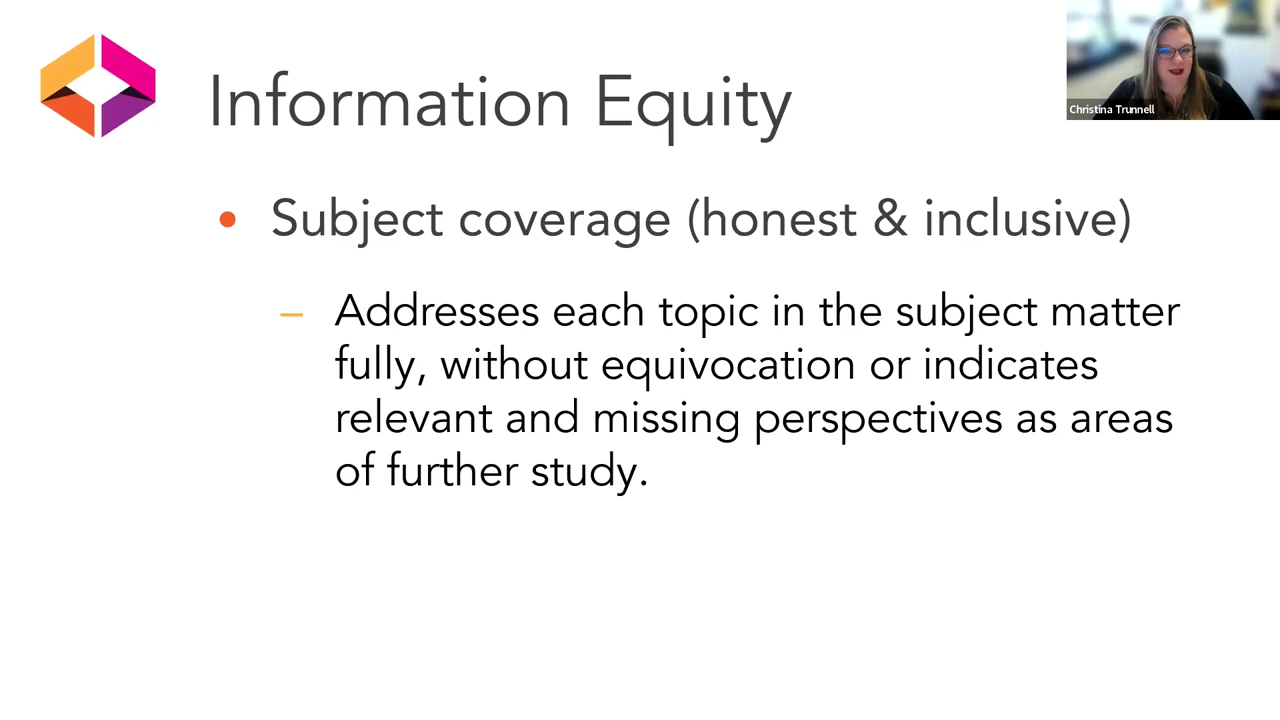 Information Equity
Christina Trunnell
• Subject coverage (honest & inclusive)
– Addresses each topic in the subject matter
fully, without equivocation or indicates
relevant and missing perspectives as areas
of further study.